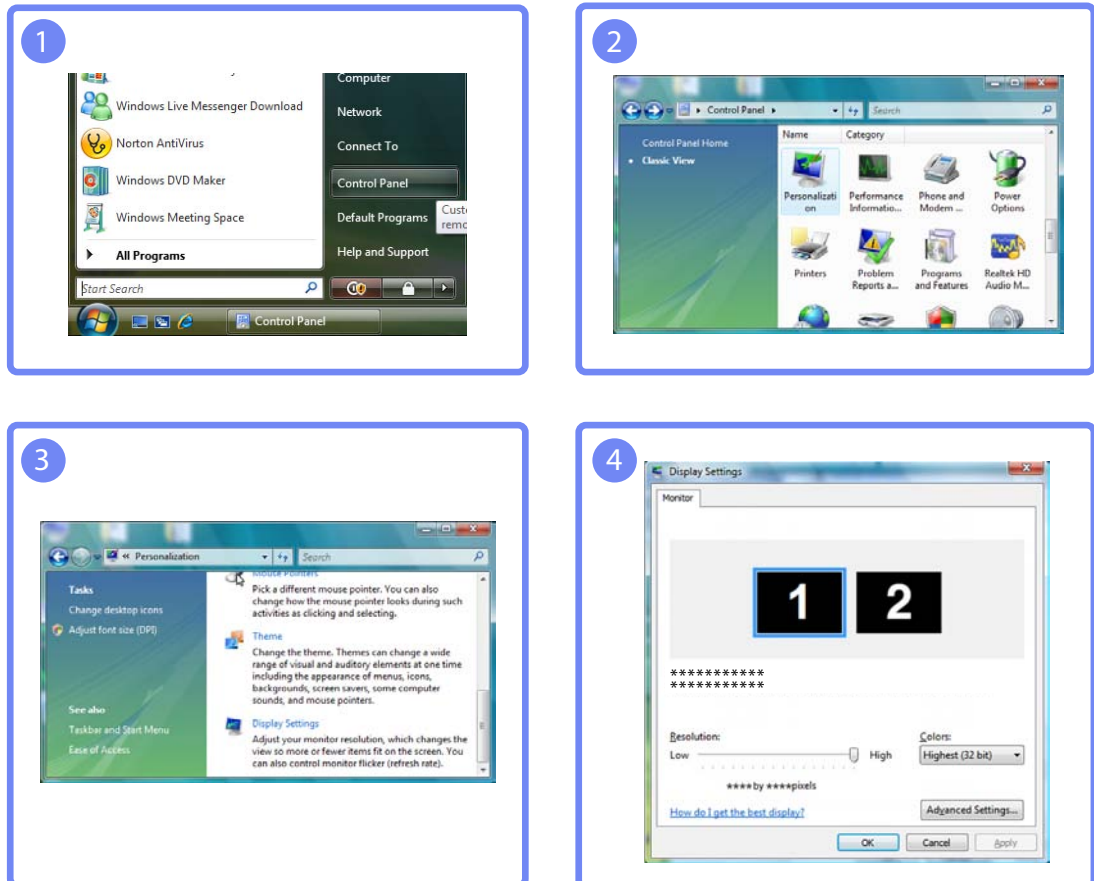 1
Computer
Windows Live Messenger Download
Network
Norton AntiVirus
Connect To
Windows DVD Maker
Control Panel
Windows Meeting Space
Default Programs
Help and Support
All Programs
Start Search
Control Panel
2
Control Panel
Search
Control Panel Home
Classic View
Name Category
Personalizati
on
Performance
Informatio...
Phone and
Modem ...
Power
Options
Printers
Problem
Reports a...
Programs
and Features
Realtek HD
Audio M...
3
« Personalization
Search
Tasks
Change desktop icons
Adjust font size (DPI)
See also
Taskbar and Start Menu
Ease of Access
Mouse Pointers
Pick a different mouse pointer. You can also
change how the mouse pointer looks during such
activities as clicking and selecting.
Theme
Change the theme. Themes can change a wide
range of visual and auditory elements at one time
including the appearance of menus, icons,
backgrounds, screen savers, some computer
sounds, and mouse pointers.
Display Settings
Adjust your monitor resolution, which changes the
view so more or fewer items fit on the screen. You
can also control monitor flicker (refresh rate).
4
Display Settings
Monitor
1 2
***********
***********
Resolution:
Low High
****by ****pixels
Colors:
Highest (32 bit)
How do I get the best display?
Advanced Settings...
OK Cancel Apply